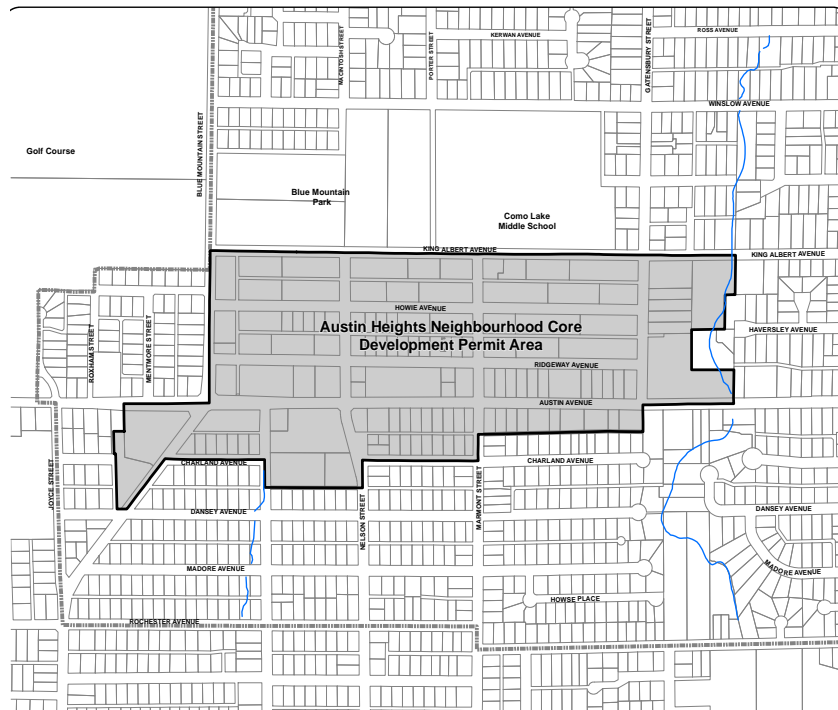 ROSS AVENUE
KERWAN AVENUE
MACINTOSH STREET
PORTER STREET
GATENSBURY STREET
WINSLOW AVENUE
BLUE MOUNTAIN STREET
Golf Course
Blue Mountain
Park
Como Lake
Middle School
KING ALBERT AVENUE
KING ALBERT AVENUE
HOWIE AVENUE
Austin Heights Neighbourhood Core
Development Permit Area
HAVERSLEY AVENUE
ROXHAM STREET
MENTMORE STREET
RIDGEWAY AVENUE
AUSTIN AVENUE
CHARLAND AVENUE
CHARLAND AVENUE
JOYCE STREET
NELSON STREET
MARMONT STREET
DANSEY AVENUE
DANSEY AVENUE
MADORE AVENUE
MADORE AVENUE
HOWSE PLACE
ROCHESTER AVENUE